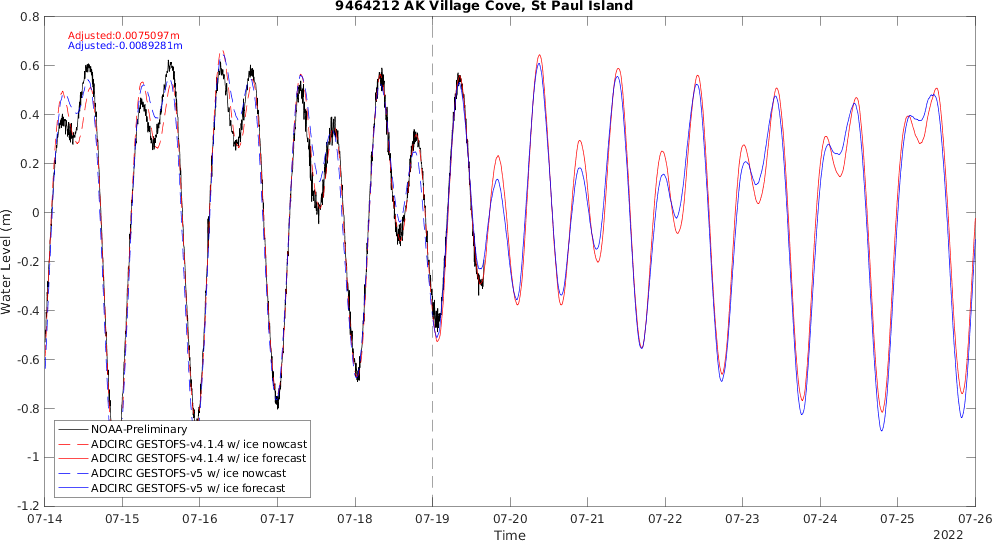 9464212 AK Village Cove, St Paul Island
Adjusted:0.0075097m
Adjusted:-0.0089281m
0.8
0.6
0.4
0.2
0
-0.2
-0.4
-0.6
-0.8
-1
-1.2
Water Level (m)
NOAA-Preliminary
ADCIRC GESTOFS-v4.1.4 w/ ice nowcast
ADCIRC GESTOFS-v4.1.4 w/ ice forecast
ADCIRC GESTOFS-v5 w/ ice nowcast
ADCIRC GESTOFS-v5 w/ ice forecast
07-14 07-15 07-16 07-17 07-18 07-19 07-20 07-21 07-22 07-23 07-24 07-25 07-26
Time
2022